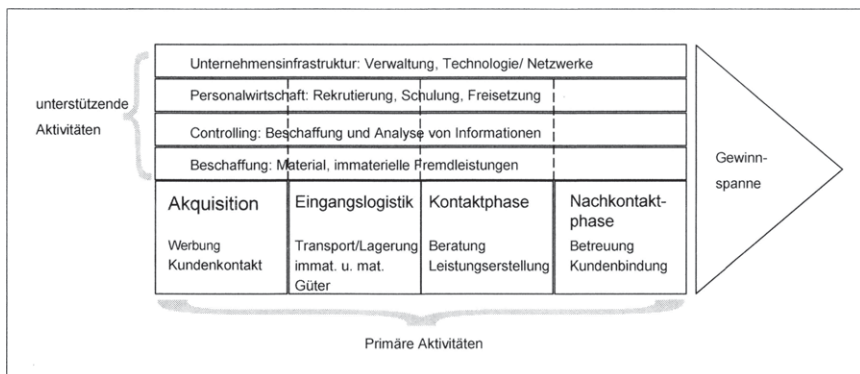 Unternehmensinfrastruktur: Verwaltung, Technologie/ Netzwerke
unterstützende
Aktivitäten
Personalwirtschaft: Rekrutierung, Schulung, Freisetzung
Controlling: Beschaffung und Analyse von Informationen
Beschaffung: Material, immaterielle Fremdleistungen
Gewinn-
spanne
Akquisition
Werbung
Kundenkontakt
Eingangslogistik
Transport/Lagerung
immat. u. mat.
Güter
Kontaktphase
Beratung
Leistungserstellung
Nachkontakt-
phase
Betreuung
Kundenbindung
Primäre Aktivitäten